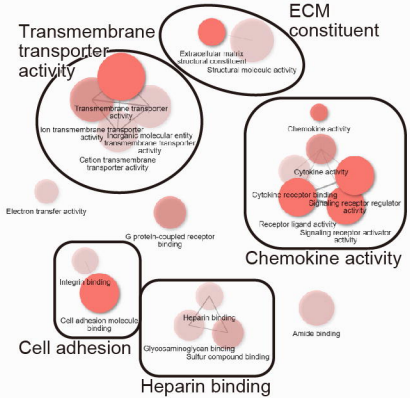 ECM
constituent
Transmembrane
transporter
activity
Extracellular matrix
structural constituent
Structural molecule activity
Transmembrane transporter
activity
Ion transmembrane transporter
activity
Inorganic molecular entity
transmembrane transporter
activity
Cation transmembrane
transporter activity
Chemokine activity
Cytokine activity
Cytokine receptor binding
Signaling receptor regulator
activity
Receptor ligand activity
Signaling receptor activator
activity
Chemokine activity
Electron transfer activity
G protein-coupled receptor
binding
Integrin binding
Cell adhesion molecule
binding
Cell adhesion
Heparin binding
Glycosaminoglycan binding
Sulfur compound binding
Heparin binding
Amide binding